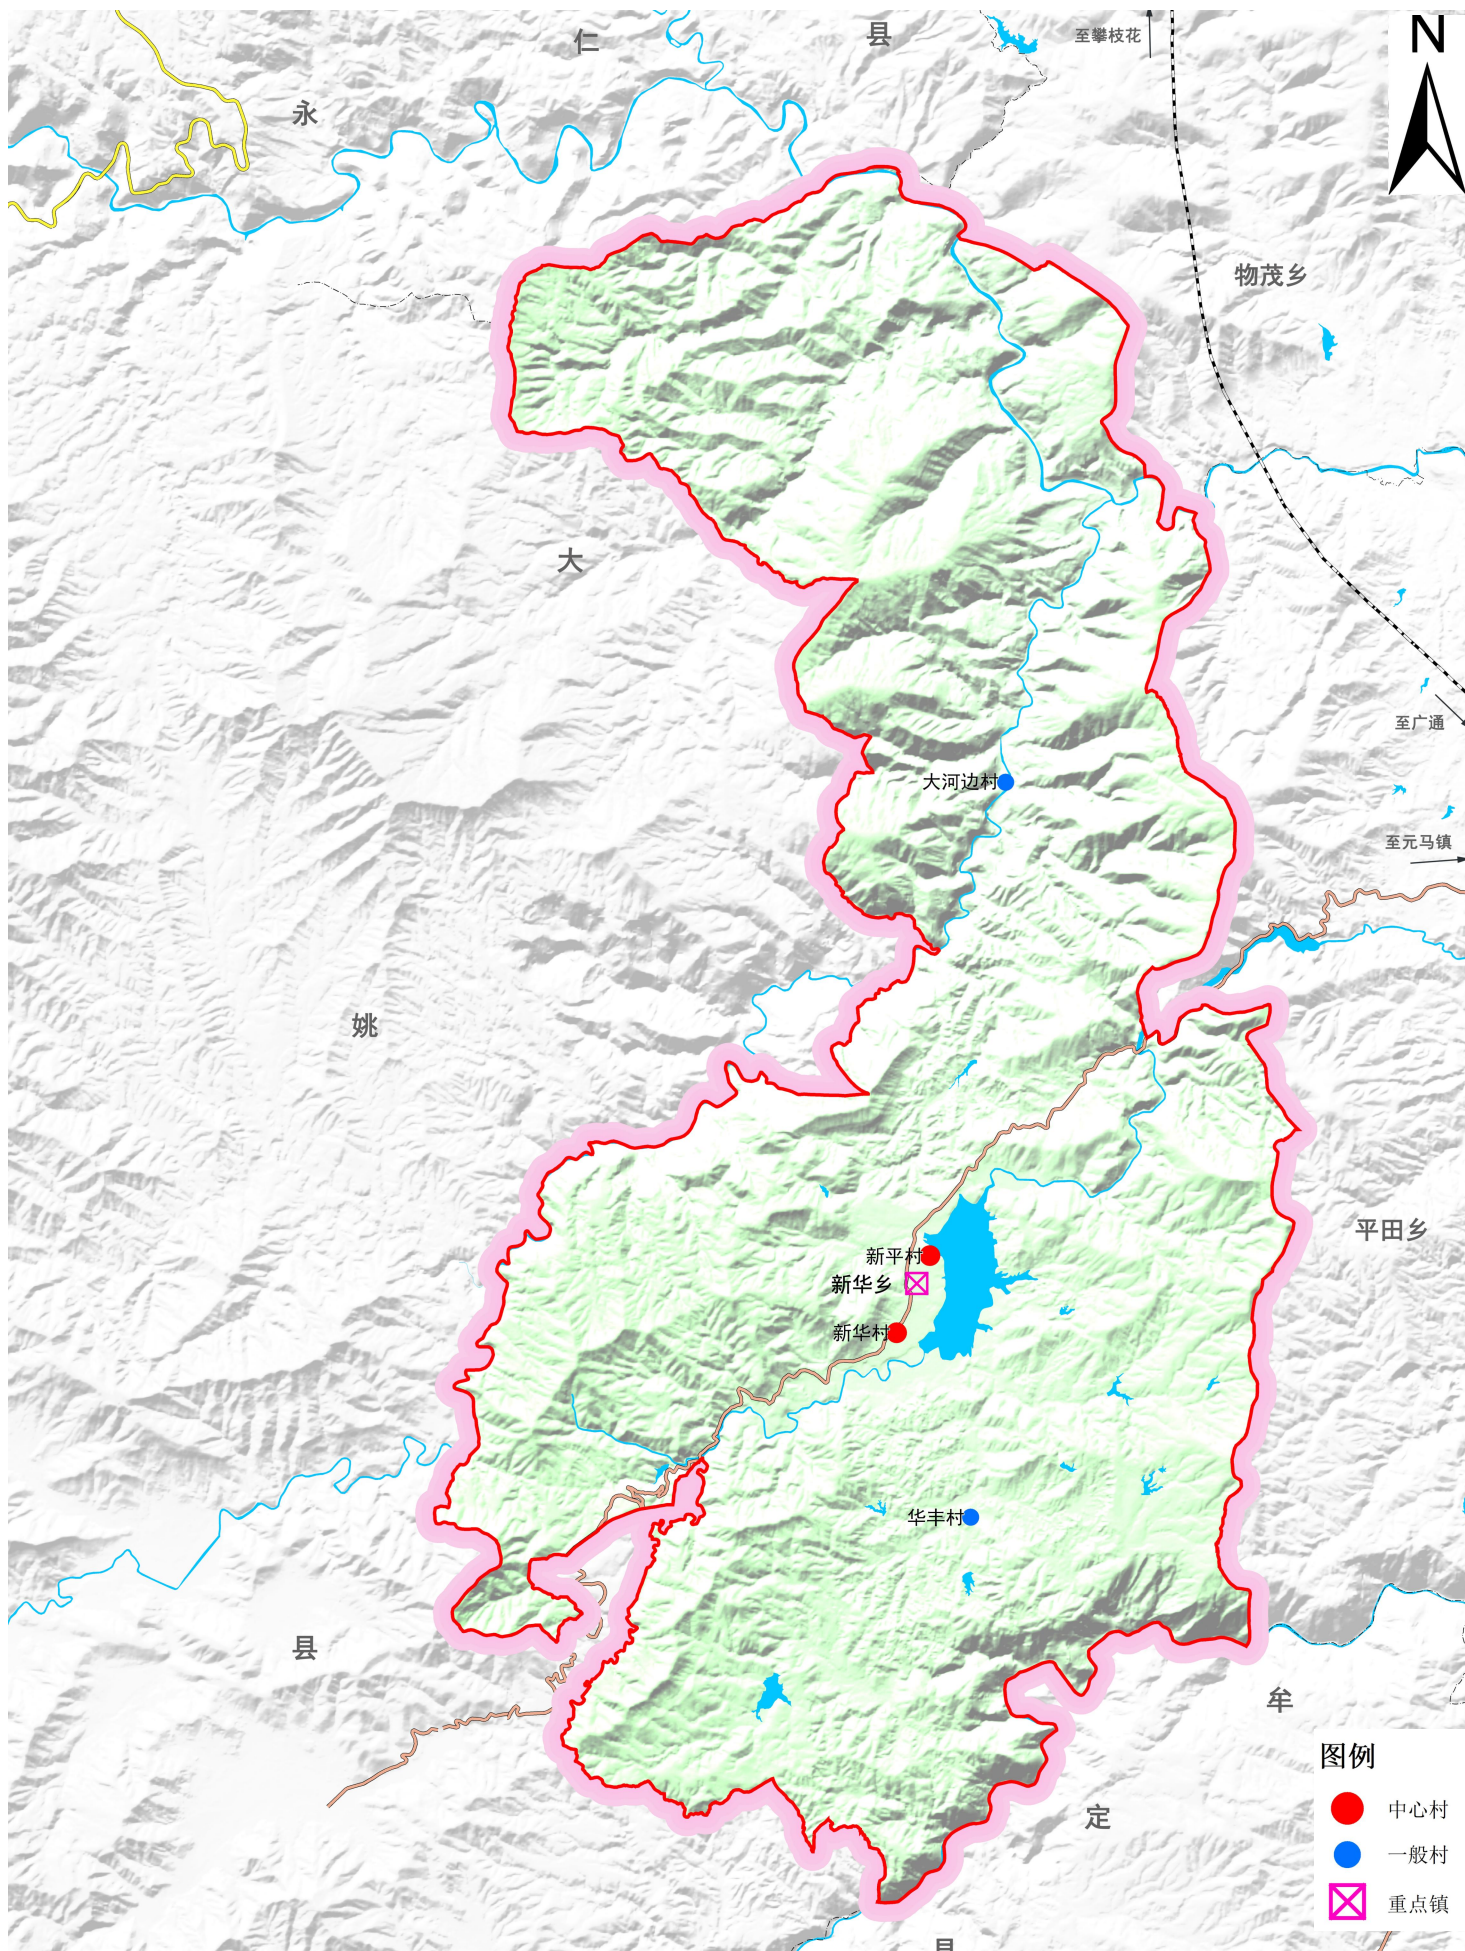 仁
县
至攀枝花
N
永
物茂乡
大
至广通
大河边村
至元马镇
姚
平田乡
新平村
新华乡
新华村
华丰村
县
牟
图例
中心村
定
一般村
重点镇